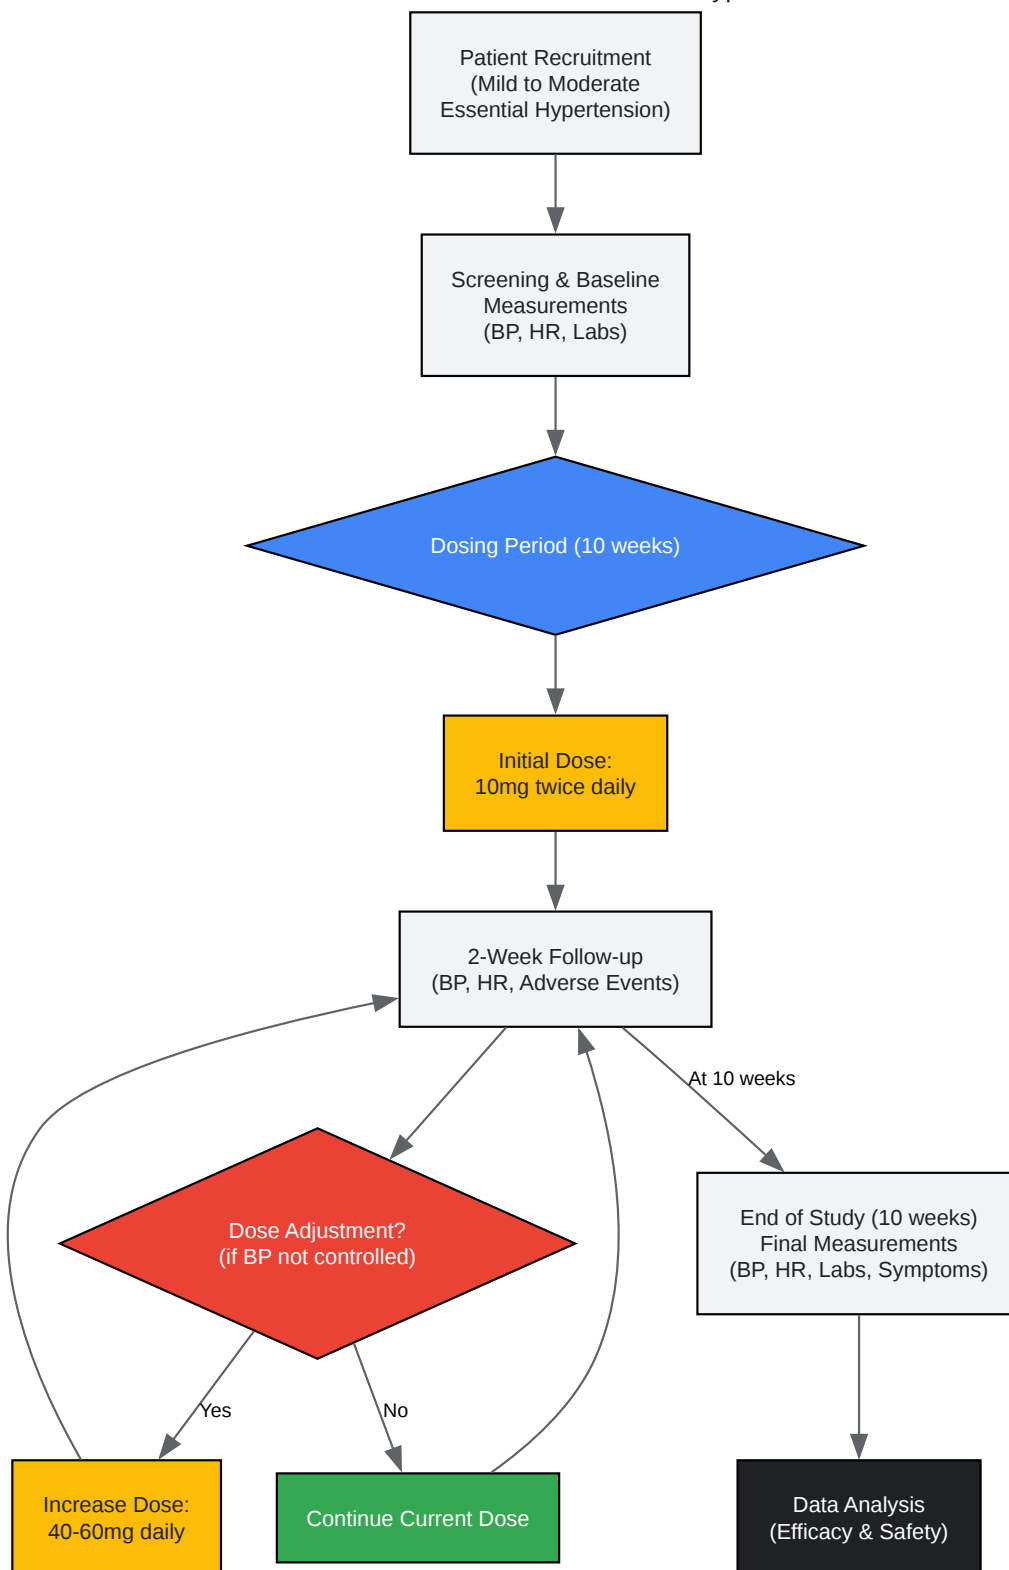 Patient Recruitment
(Mild to Moderate
Essential Hypertension)
Screening & Baseline
Measurements
(BP, HR, Labs)
Dosing Period (10 weeks)
Initial Dose:
10mg twice daily
2-Week Follow-up
(BP, HR, Adverse Events)
At 10 weeks
Dose Adjustment?
(if BP not controlled)
End of Study (10 weeks)
Final Measurements
(BP, HR, Labs, Symptoms)
Yes
No
Increase Dose:
40-60mg daily
Continue Current Dose
Data Analysis
(Efficacy & Safety)